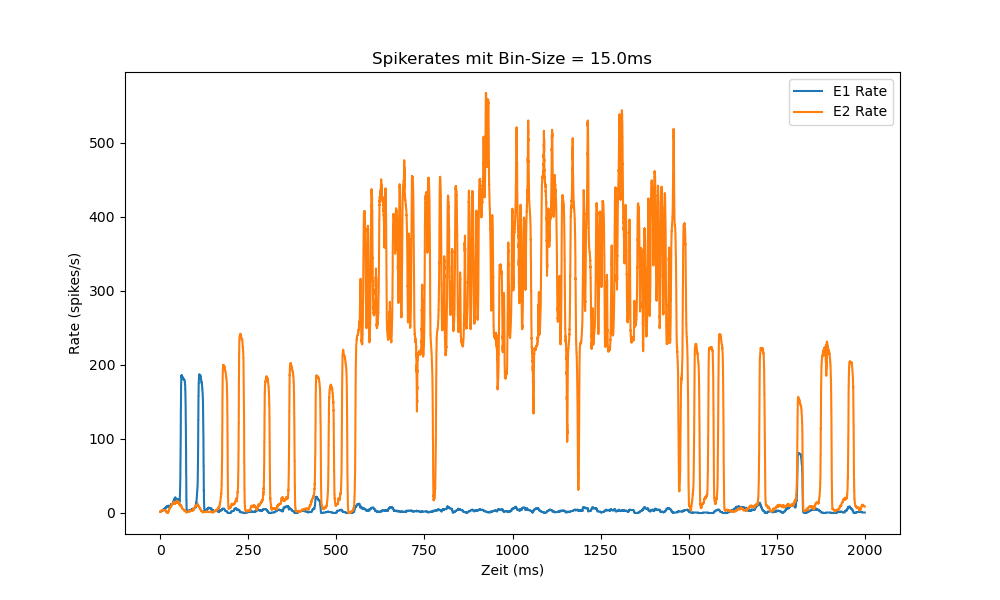 Spikerates mit Bin-Size = 15.0ms
E1 Rate
E2 Rate
Rate (spikes/s)
500
400
300
200
100
0
0 250 500 750 1000 1250 1500 1750 2000
Zeit (ms)